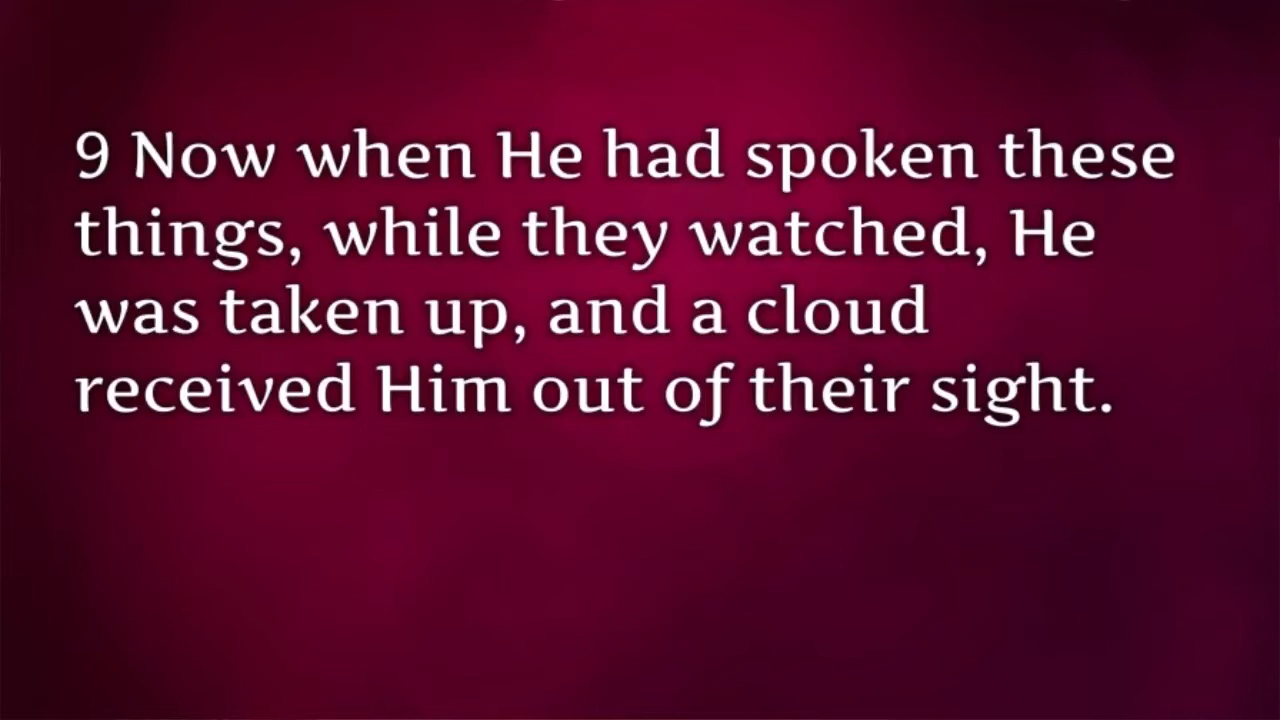 9 Now when He had spoken these
things, while they watched, He
was taken up, and a cloud
received Him out of their sight.